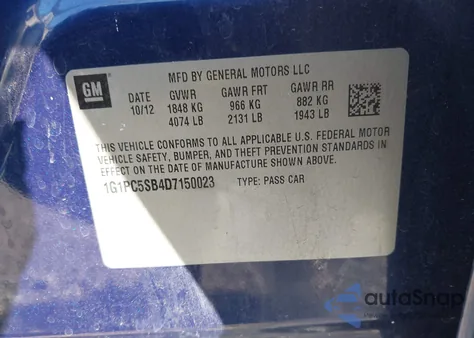 GM
MFD BY GENERAL MOTORS LLC
DATE GVWR GAWR FRT GAWR RR
10/12 1848 KG 966 KG 882 KG
4074 LB 2131 LB 1943 LB
THIS VEHICLE CONFORMS TO ALL APPLICABLE U.S. FEDERAL MOTOR
VEHICLE SAFETY, BUMPER, AND THEFT PREVENTION STANDARDS IN
EFFECT ON THE DATE OF MANUFACTURE SHOWN ABOVE.
1G1PC5SB4D7150023 TYPE: PASS CAR
autoSnap